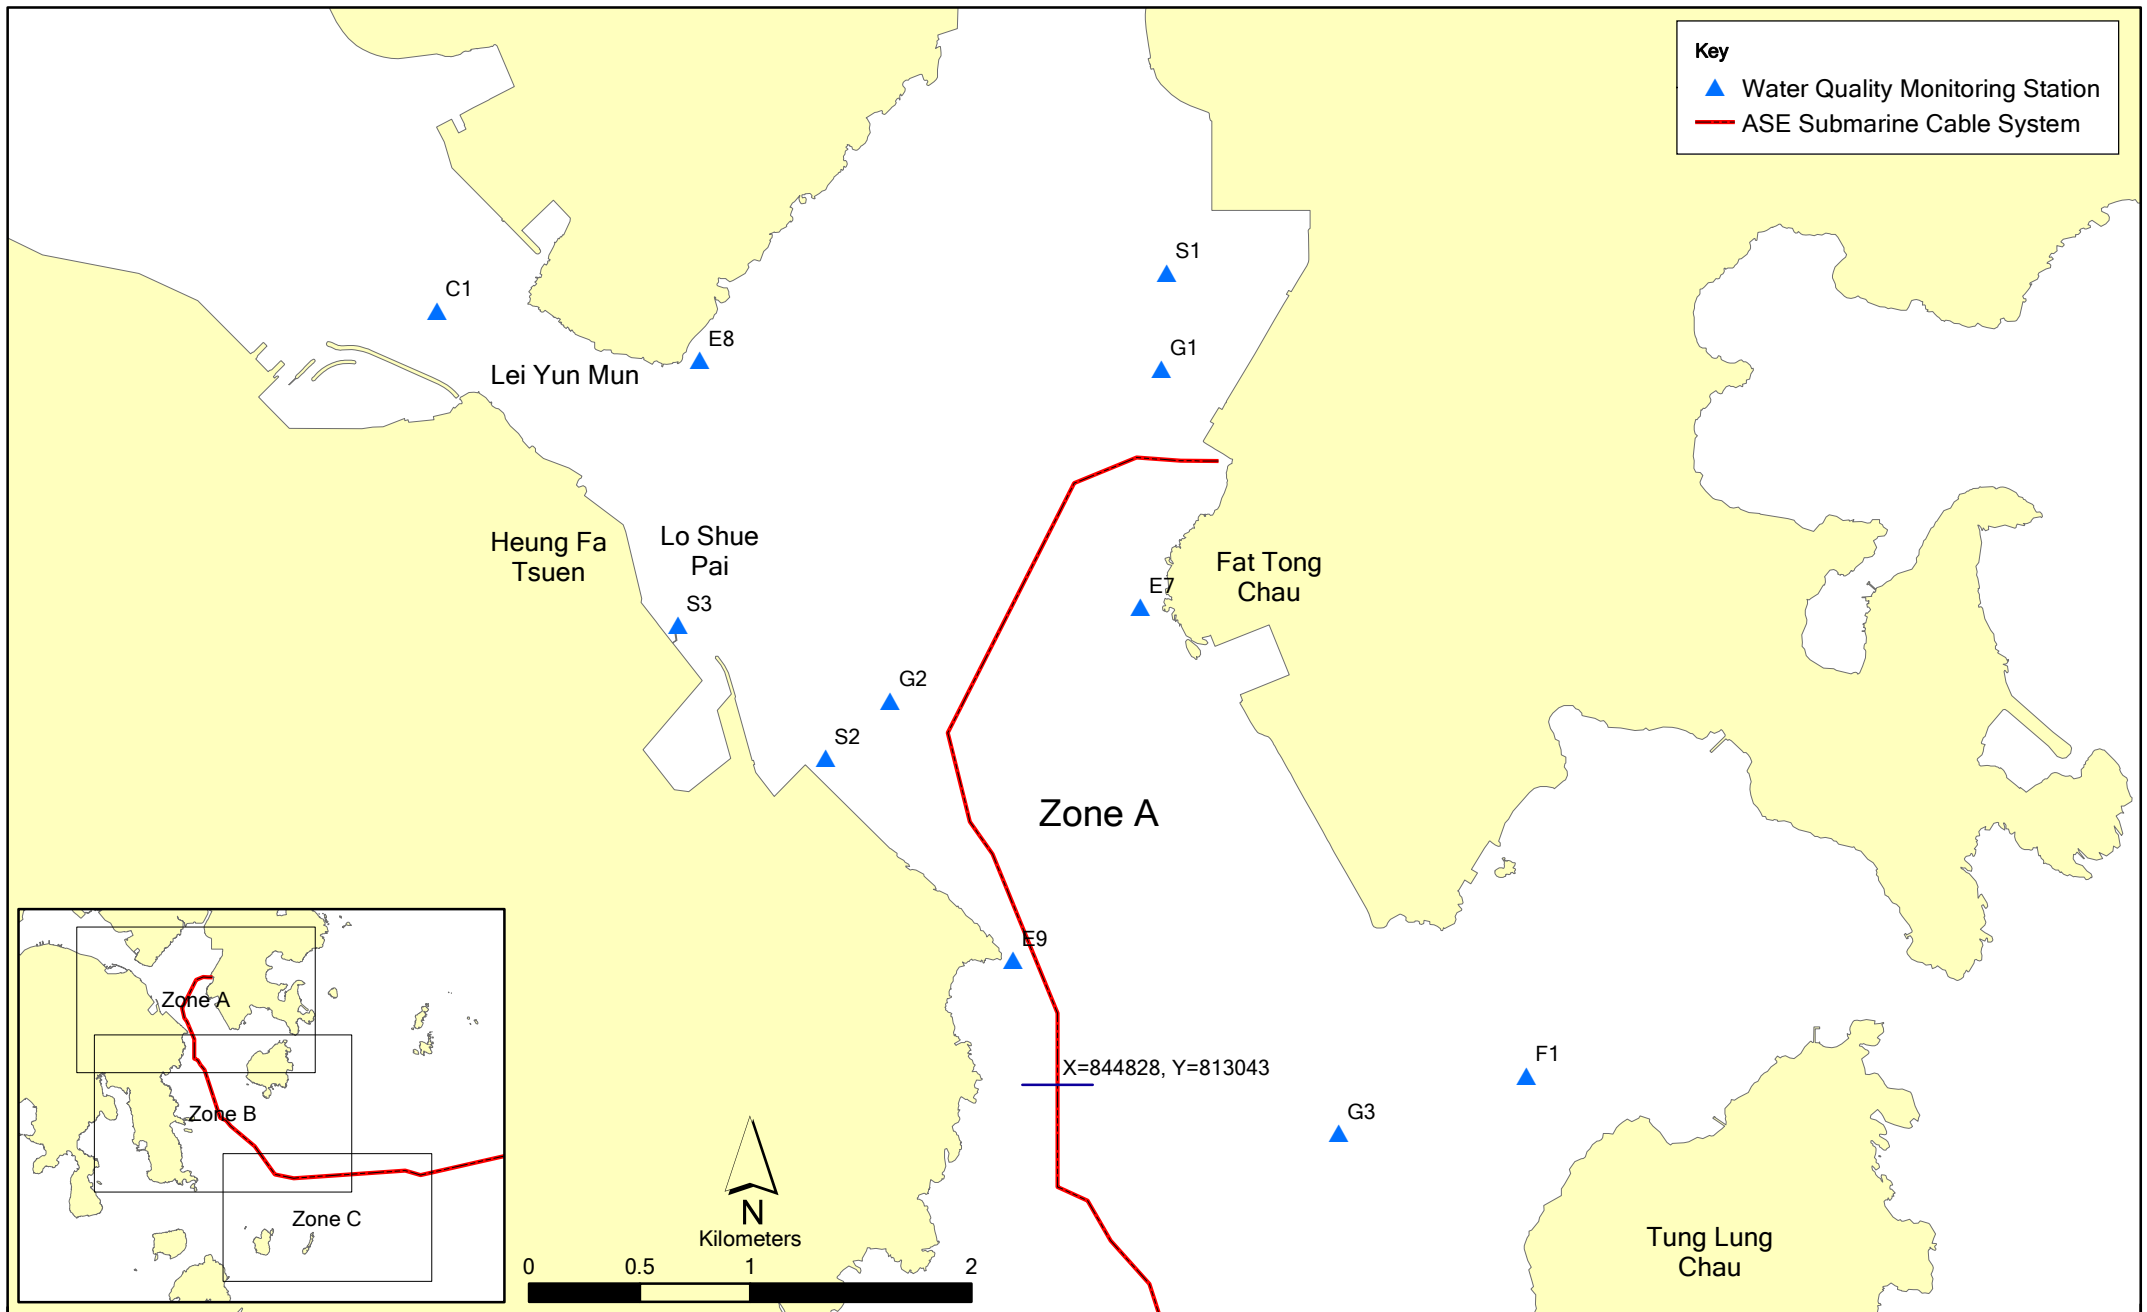 Key
Water Quality Monitoring Station
ASE Submarine Cable System
S1
C1
E8
G1
Lei Yun Mun
Heung Fa
Tsuen
Lo Shue
Pai
Fat Tong
Chau
E7
S3
G2
S2
Zone A
E9
X=844828, Y=813043
F1
G3
Tung Lung
Chau
N
Kilometers
0 0.5 1 2
Zone A
Zone B
Zone C